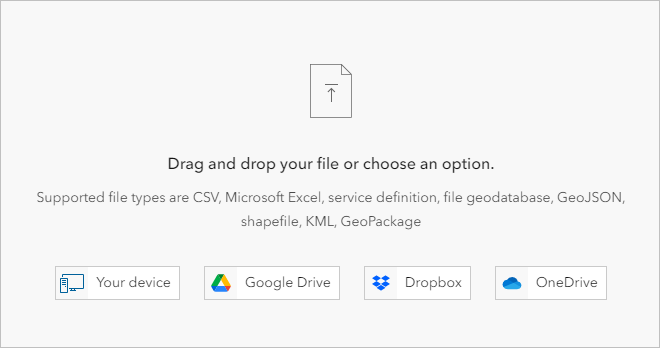 Drag and drop your file or choose an option.
Supported file types are CSV, Microsoft Excel, service definition, file geodatabase, GeoJSON,
shapefile, KML, GeoPackage
Your device Google Drive Dropbox OneDrive